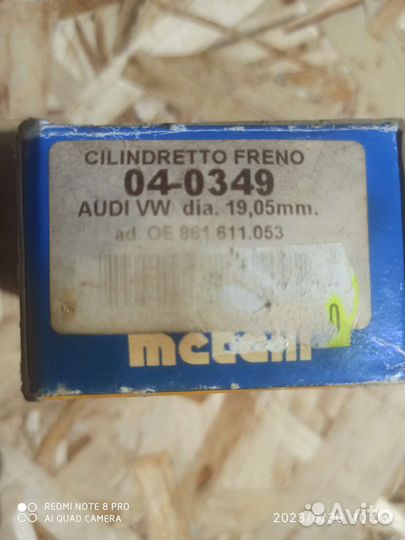 CILINDRETTO FRENO
04-0349
AUDI VW dia. 19,05mm.
ad. OE 861 611.053
metelli
REDMI NOTE 8 PRO
AI QUAD CAMERA
Avito